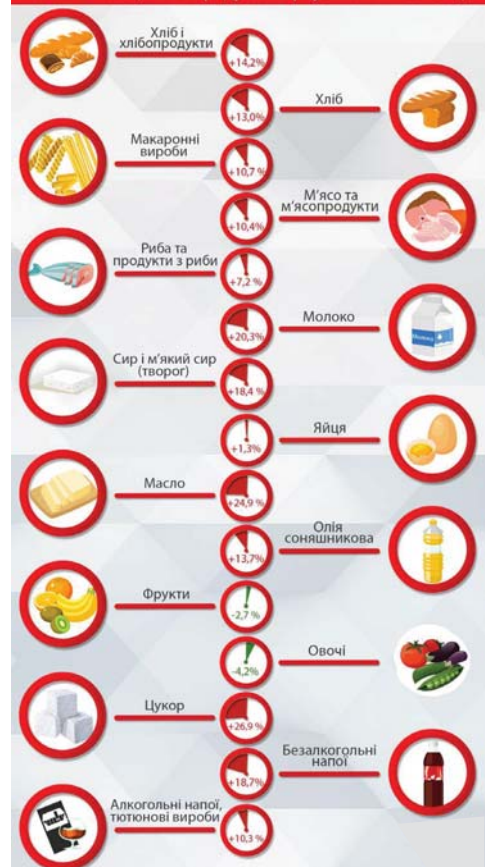 Хліб і
хлібопродукти
+14,2%
Хліб
+13,0%
Макаронні
вироби
+10,7 %
М'ясо та
м'ясопродукти
+10,4%
Риба та
продукти з риби
+7,2 %
Молоко
+20,3%
Сир і м'який сир
(творог)
+18,4 %
Яйця
+1,3%
Масло
+24,9 %
Олія
соняшникова
+13,7%
Фрукти
-2,7 %
Овочі
-4,2%
Цукор
+26,9 %
Безалкогольні
напої
+18,7%
Алкогольні напої,
тютюнові вироби
+10,3 %